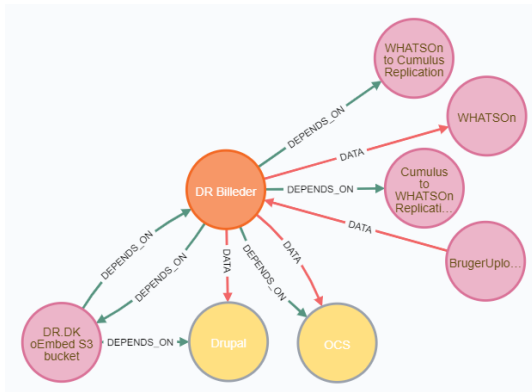 WHATSOn
to Cumulus
Replication
DEPENDS_ON
WHATSOn
DATA
DR Billeder
DEPENDS_ON
Cumulus
to
WHATSOn
Replicati...
DATA
BrugerUplo...
DEPENDS_ON
DEPENDS_ON
DATA
DEPENDS_ON
DATA
DR.DK
oEmbed S3
bucket
DEPENDS_ON
Drupal
OCS